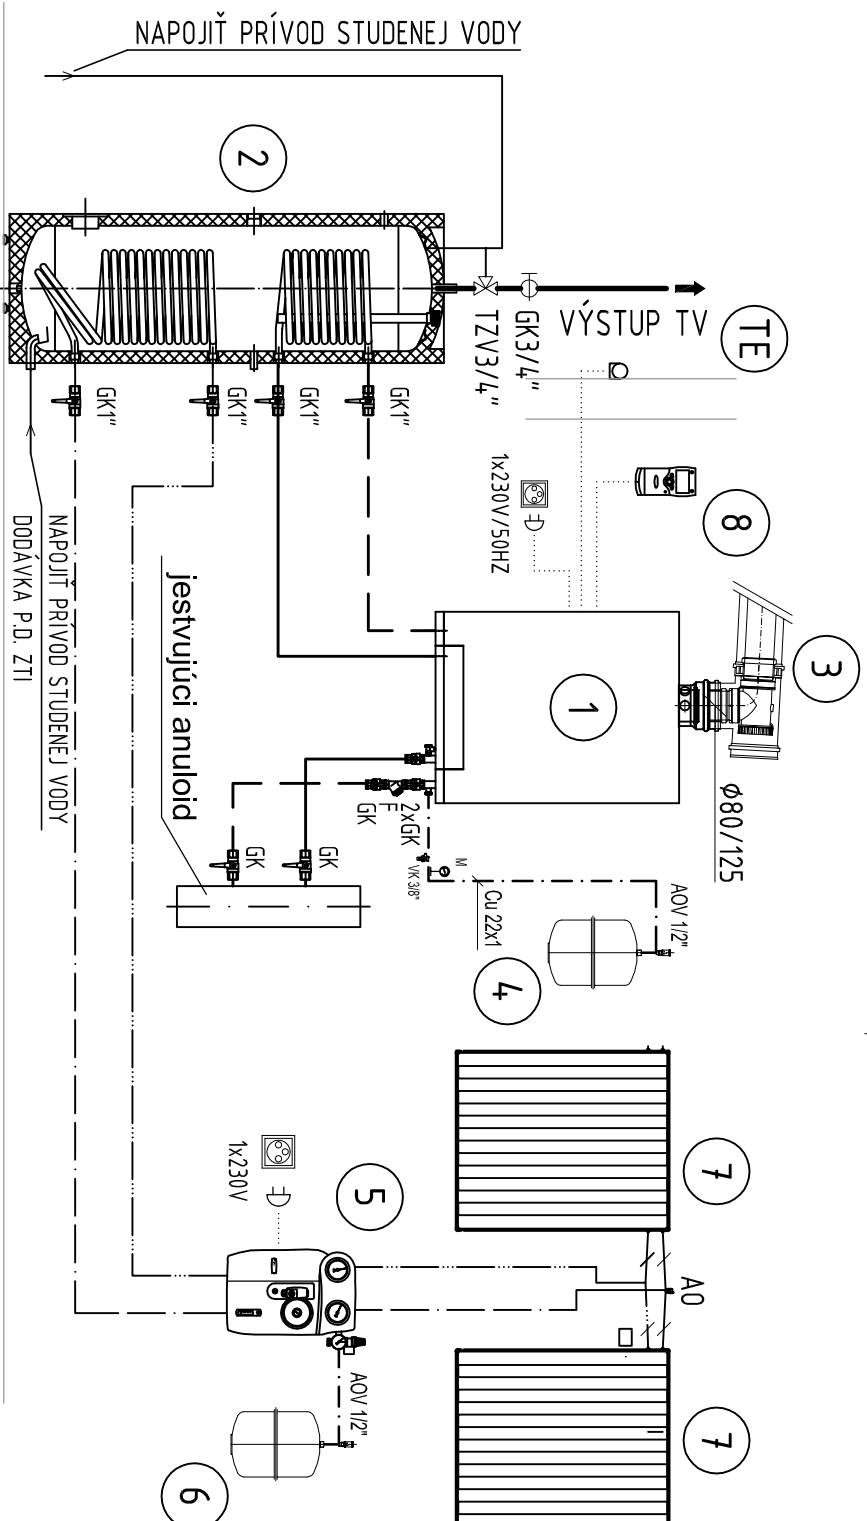 NAPOJIŤ PRÍVOD STUDENEJ VODY
2
VÝSTUP TV
TE
GK3/4"
TZV3/4"
GK1"
GK1"
GK1"
GK1"
1x230V/50HZ
8
3
NAPOJIŤ PRÍVOD STUDENEJ VODY
DODÁVKA P.D. ZTI
jestvujúci anuloid
1
Ø80/125
2xGK
F
GK
GK
GK
M
VK 3/8"
Cu 22x1
AOV 1/2"
4
7
5
1x230V
AO
AOV 1/2"
7
6